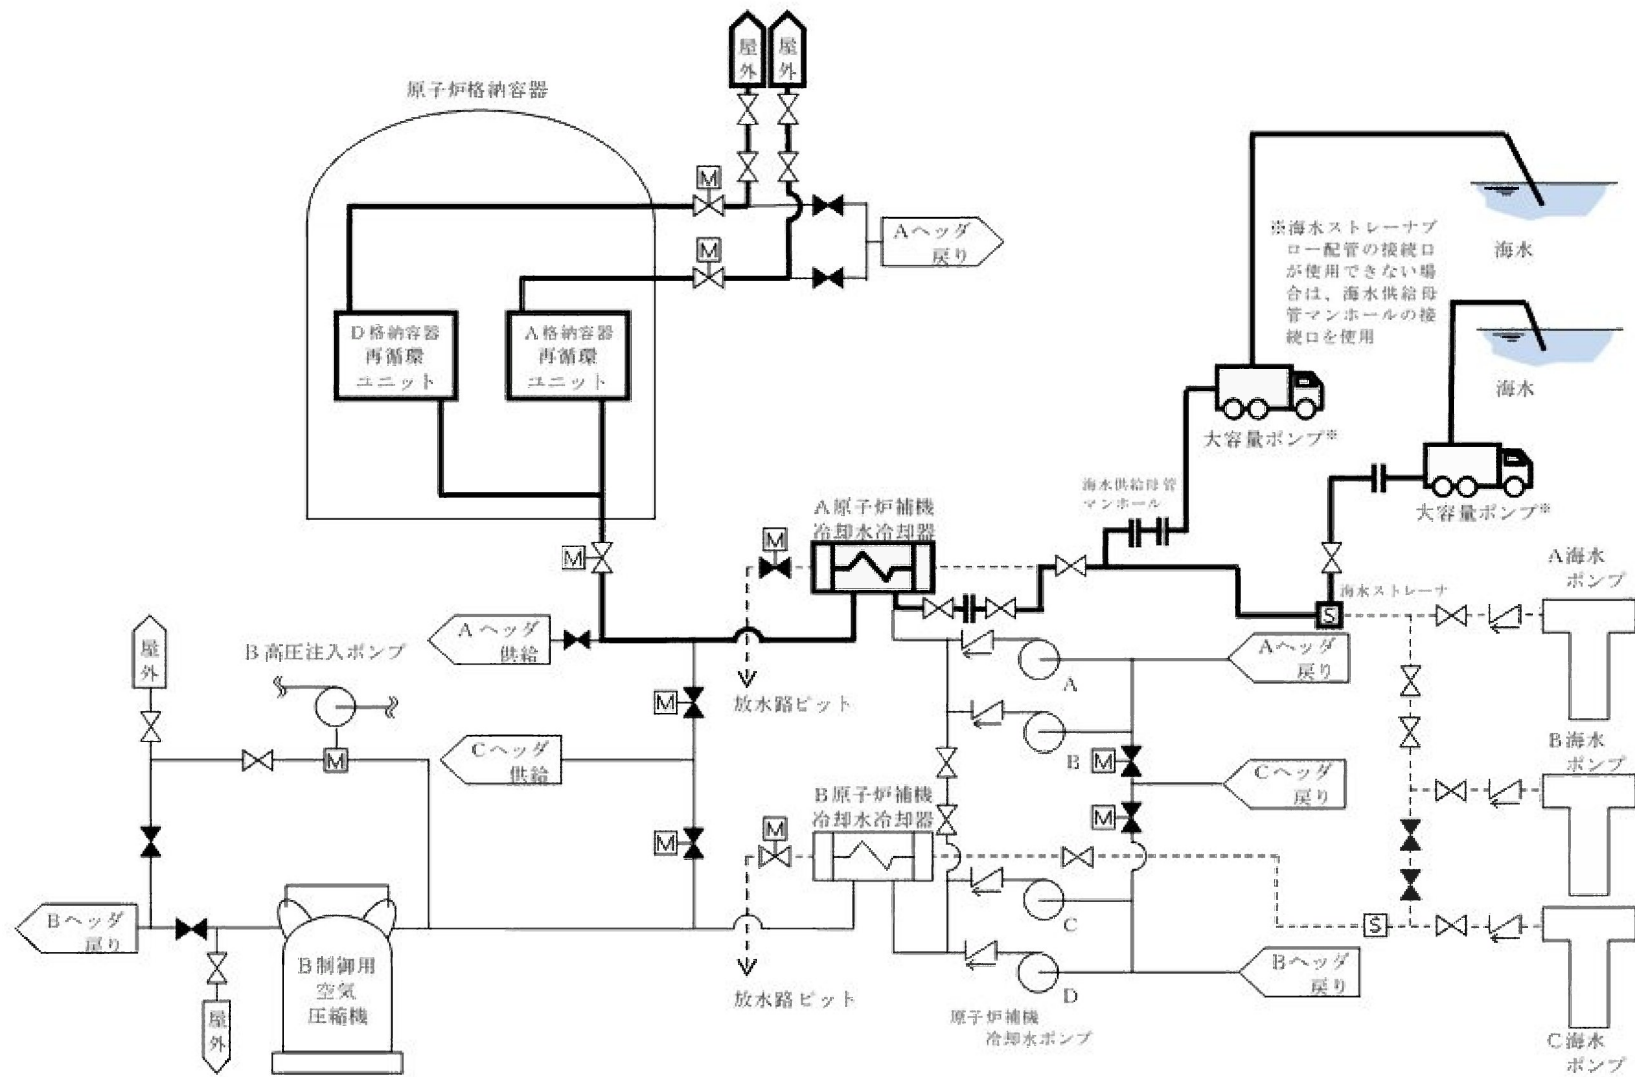 屋
外
屋
外
原子炉格納容器
M
M
Aヘッダ
戻り
※海水ストレーナブ
ロー配管の接続口
が使用できない場
合は、海水供給母
管マンホールの接
続口を使用
海水
海水
D格納容器
再循環
ユニット
A格納容器
再循環
ユニット
大容量ポンプ※
大容量ポンプ※
海水供給母管
マンホール
A原子炉補機
冷却水冷却器
M
M
海水ストレーナ
S
A海水
ポンプ
Aヘッダ
供給
屋
外
B高圧注入ポンプ
放水路ピット
A
Aヘッダ
戻り
M
B
M
Cヘッダ
供給
M
Cヘッダ
戻り
B海水
ポンプ
B原子炉補機
冷却水冷却器
M
M
M
C
S
Bヘッダ
戻り
B制御用
空気
圧縮機
屋
外
放水路ピット
D
Bヘッダ
戻り
原子炉補機
冷却水ポンプ
C海水
ポンプ